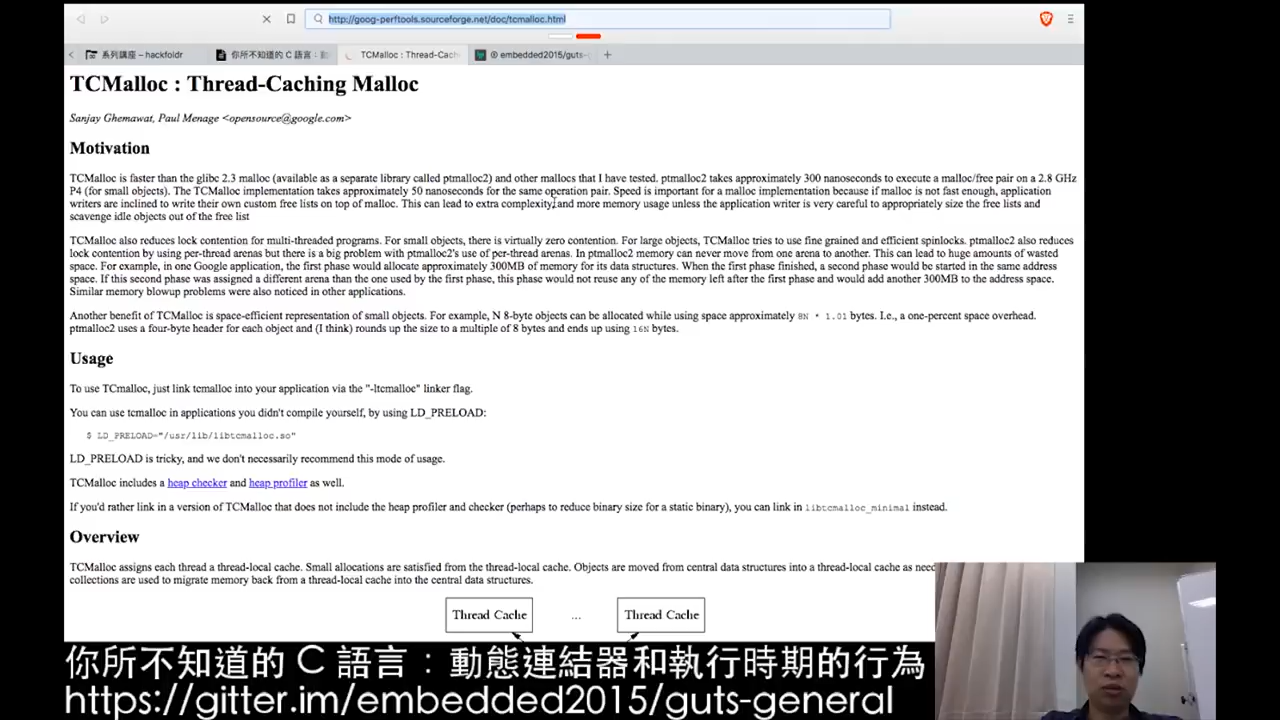 http://goog-perftools.sourceforge.net/doc/tcmalloc.html
系列講座 – hackfoldr
你所不知道的 C 語言：動
TCMalloc : Thread-Cach
embedded2015/guts-
TCMalloc : Thread-Caching Malloc
Sanjay Ghemawat, Paul Menage <opensource@google.com>
Motivation
TCMalloc is faster than the glibc 2.3 malloc (available as a separate library called ptmalloc2) and other mallocs that I have tested. ptmalloc2 takes approximately 300 nanoseconds to execute a malloc/free pair on a 2.8 GHz
P4 (for small objects). The TCMalloc implementation takes approximately 50 nanoseconds for the same operation pair. Speed is important for a malloc implementation because if malloc is not fast enough, application
writers are inclined to write their own custom free lists on top of malloc. This can lead to extra complexity, and more memory usage unless the application writer is very careful to appropriately size the free lists and
scavenge idle objects out of the free list
TCMalloc also reduces lock contention for multi-threaded programs. For small objects, there is virtually zero contention. For large objects, TCMalloc tries to use fine grained and efficient spinlocks. ptmalloc2 also reduces
lock contention by using per-thread arenas but there is a big problem with ptmalloc2's use of per-thread arenas. In ptmalloc2 memory can never move from one arena to another. This can lead to huge amounts of wasted
space. For example, in one Google application, the first phase would allocate approximately 300MB of memory for its data structures. When the first phase finished, a second phase would be started in the same address
space. If this second phase was assigned a different arena than the one used by the first phase, this phase would not reuse any of the memory left after the first phase and would add another 300MB to the address space.
Similar memory blowup problems were also noticed in other applications.
Another benefit of TCMalloc is space-efficient representation of small objects. For example, N 8-byte objects can be allocated while using space approximately 8N * 1.01 bytes. I.e., a one-percent space overhead.
ptmalloc2 uses a four-byte header for each object and (I think) rounds up the size to a multiple of 8 bytes and ends up using 16N bytes.
Usage
To use TCmalloc, just link tcmalloc into your application via the "-ltcmalloc" linker flag.
You can use tcmalloc in applications you didn't compile yourself, by using LD_PRELOAD:
$ LD_PRELOAD="/usr/lib/libtcmalloc.so"
LD_PRELOAD is tricky, and we don't necessarily recommend this mode of usage.
TCMalloc includes a heap checker and heap profiler as well.
If you'd rather link in a version of TCMalloc that does not include the heap profiler and checker (perhaps to reduce binary size for a static binary), you can link in libtcmalloc_minimal instead.
Overview
TCMalloc assigns each thread a thread-local cache. Small allocations are satisfied from the thread-local cache. Objects are moved from central data structures into a thread-local cache as nee
collections are used to migrate memory back from a thread-local cache into the central data structures.
Thread Cache ... Thread Cache
你所不知道的 C 語言：動態連結器和執行時期的行為
https://gitter.im/embedded2015/guts-general